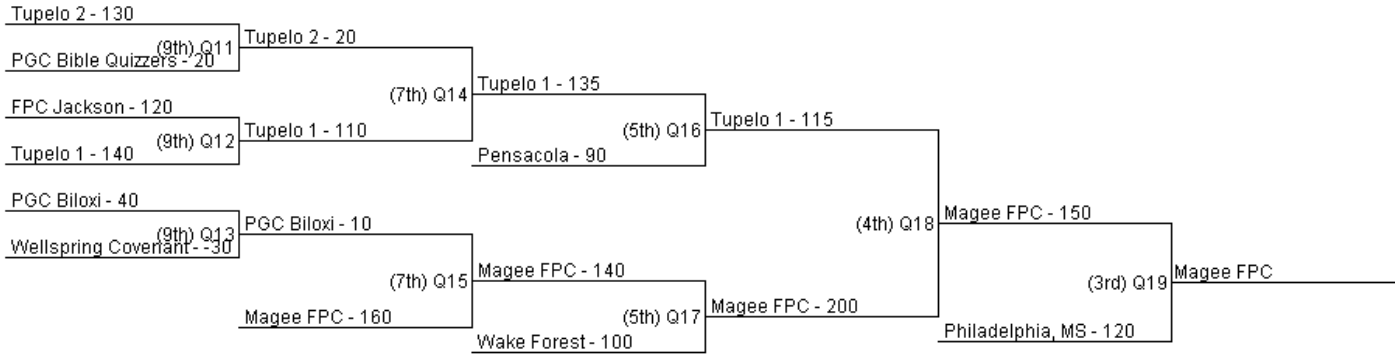 Tupelo 2 - 130
(9th) Q11
PGC Bible Quizzers - 20
Tupelo 2 - 20
(7th) Q14
FPC Jackson - 120
(9th) Q12
Tupelo 1 - 140
Tupelo 1 - 110
Tupelo 1 - 135
(5th) Q16
Pensacola - 90
Tupelo 1 - 115
PGC Biloxi - 40
(9th) Q13
Wellspring Covenant - -30
PGC Biloxi - 10
(7th) Q15
Magee FPC - 160
Magee FPC - 140
(5th) Q17
Wake Forest - 100
Magee FPC - 200
(4th) Q18
Magee FPC - 150
(3rd) Q19
Philadelphia, MS - 120
Magee FPC